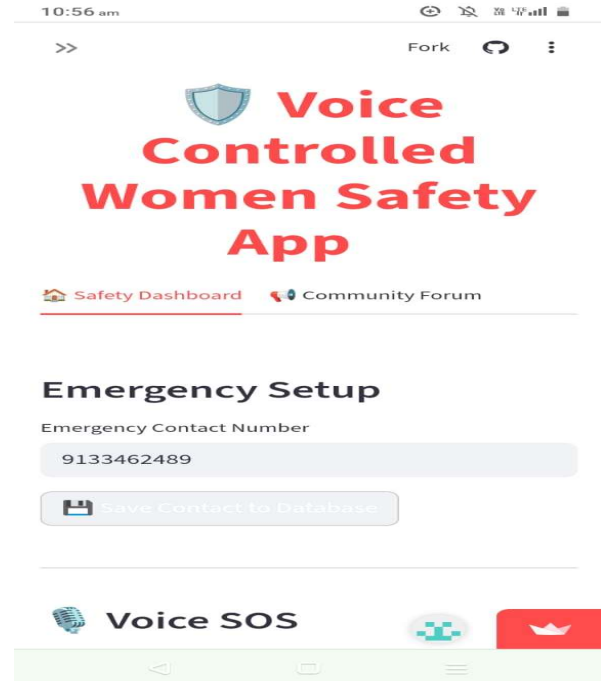 10:56 am
>> Fork
Voice
Controlled
Women Safety
App
Safety Dashboard Community Forum
Emergency Setup
Emergency Contact Number
9133462489
Save Contact to Database
Voice SOS